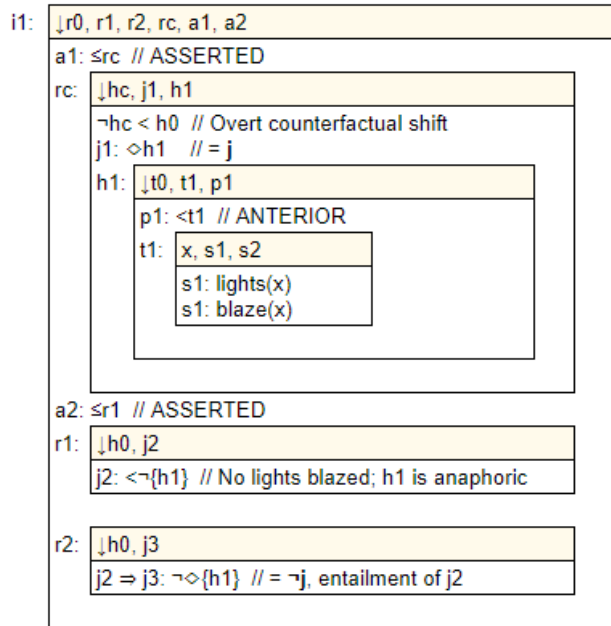 i1: ↓r0, r1, r2, rc, a1, a2
a1: ≤rc // ASSERTED
rc: ↓hc, j1, h1
¬hc < h0 // Overt counterfactual shift
j1: ◇h1 // = j
h1: ↓t0, t1, p1
p1: <t1 // ANTERIOR
t1: x, s1, s2
s1: lights(x)
s1: blaze(x)
a2: ≤r1 // ASSERTED
r1: ↓h0, j2
j2: <¬{h1} // No lights blazed; h1 is anaphoric
r2: ↓h0, j3
j2 ⇒ j3: ¬◇{h1} // = ¬j, entailment of j2